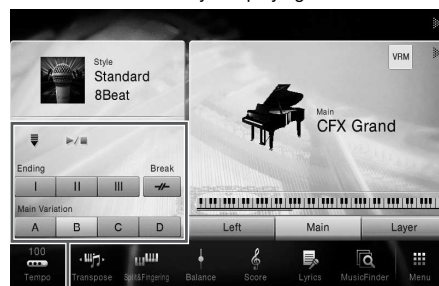 Style
Standard
8Beat
VRM
Main
CFX Grand
Ending
Break
I II III
Main Variation
A B C D
Left Main Layer
100
Tempo Transpose Split&Fingering Balance Score Lyrics MusicFinder Menu